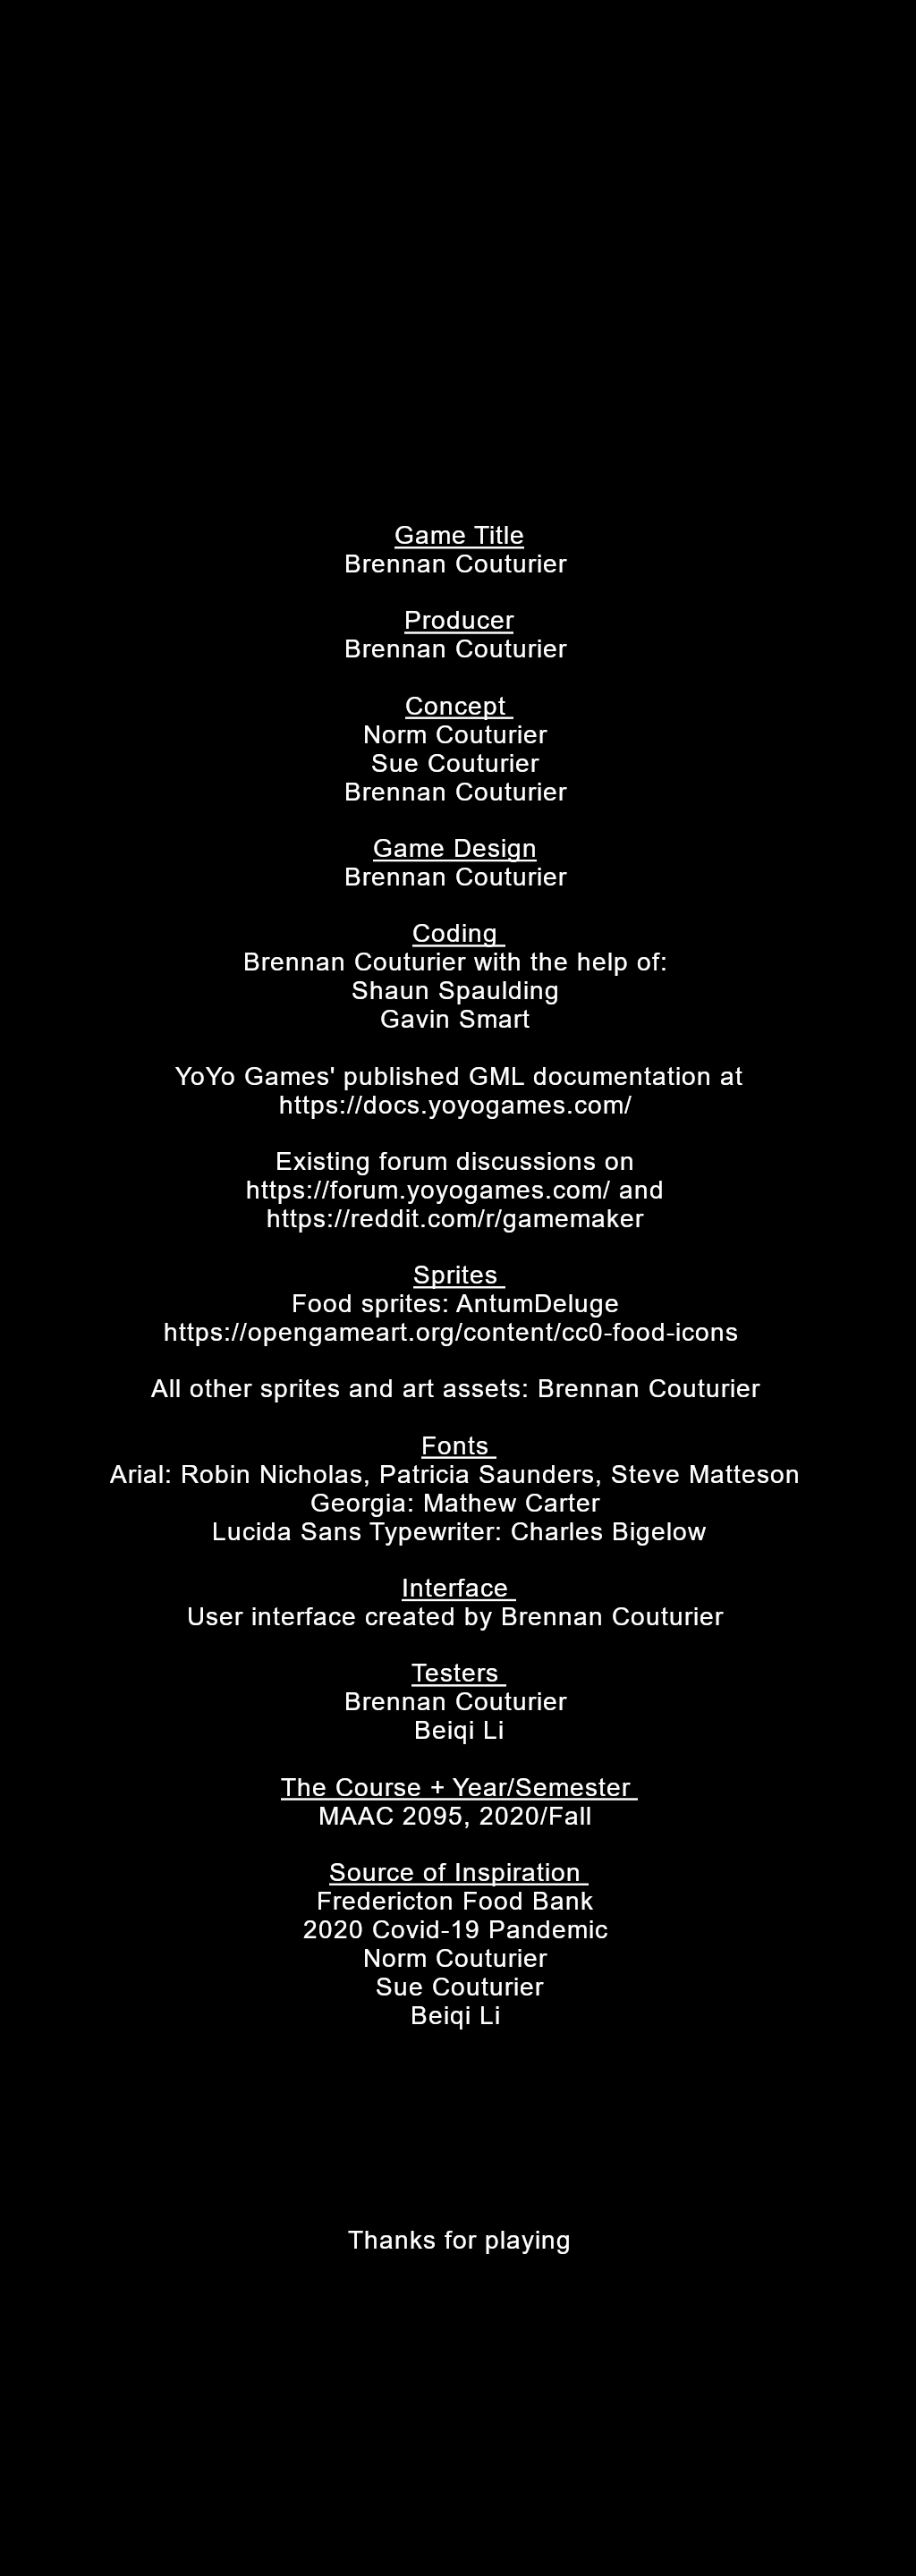 Game Title
Brennan Couturier
Producer
Brennan Couturier
Concept
Norm Couturier
Sue Couturier
Brennan Couturier
Game Design
Brennan Couturier
Coding
Brennan Couturier with the help of:
Shaun Spaulding
Gavin Smart
YoYo Games' published GML documentation at
https://docs.yoyogames.com/
Existing forum discussions on
https://forum.yoyogames.com/ and
https://reddit.com/r/gamemaker
Sprites
Food sprites: AntumDeluge
https://opengameart.org/content/cc0-food-icons
All other sprites and art assets: Brennan Couturier
Fonts
Arial: Robin Nicholas, Patricia Saunders, Steve Matteson
Georgia: Mathew Carter
Lucida Sans Typewriter: Charles Bigelow
Interface
User interface created by Brennan Couturier
Testers
Brennan Couturier
Beiqi Li
The Course + Year/Semester
MAAC 2095, 2020/Fall
Source of Inspiration
Fredericton Food Bank
2020 Covid-19 Pandemic
Norm Couturier
Sue Couturier
Beiqi Li
Thanks for playing